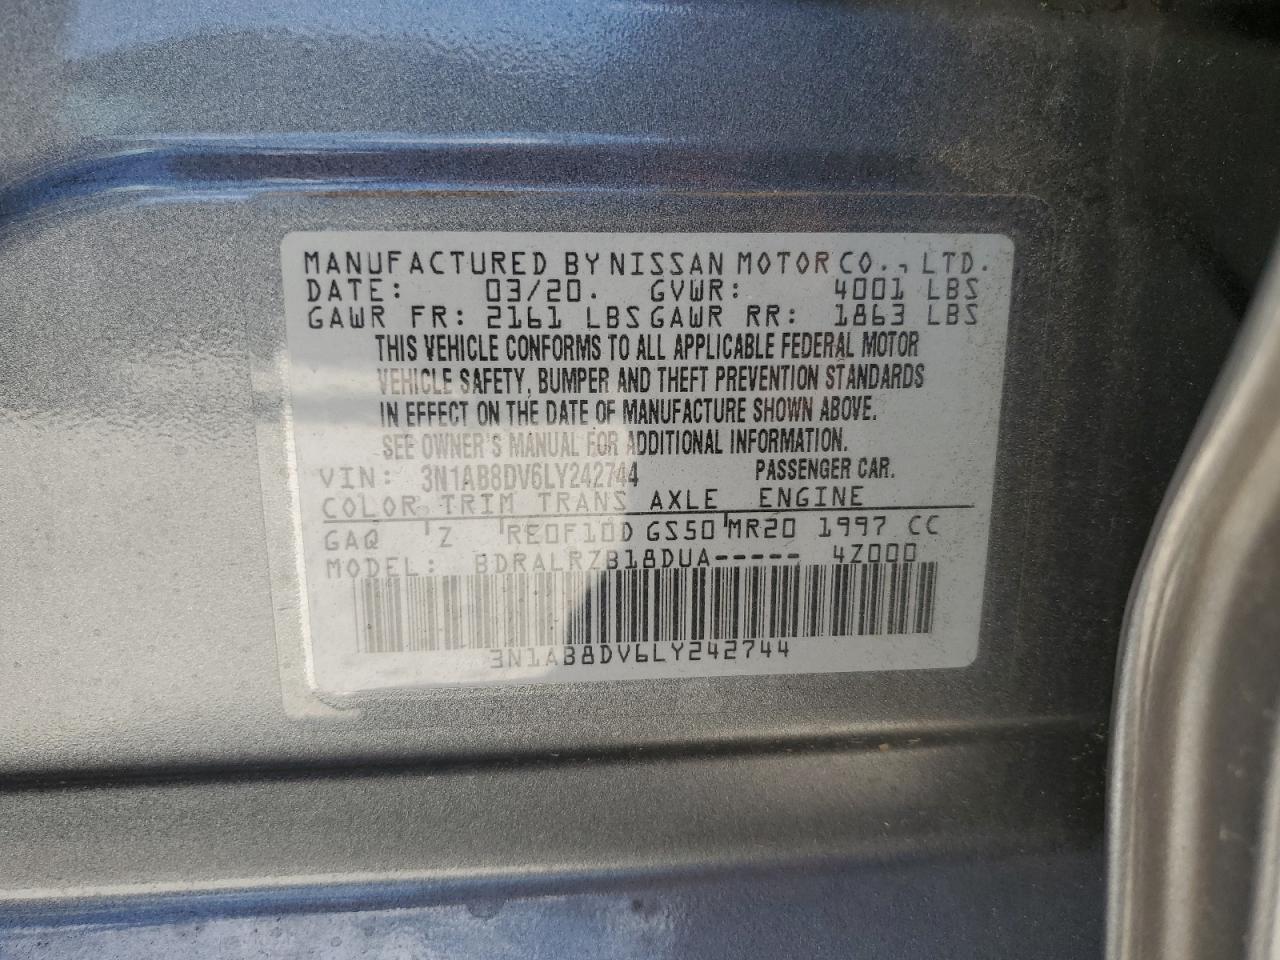 MANUFACTURED BY NISSAN MOTOR CO., LTD.
DATE: 03/20. GVWR: 4001 LBS
GAWR FR: 2161 LBS GAWR RR: 1863 LBS
THIS VEHICLE CONFORMS TO ALL APPLICABLE FEDERAL MOTOR
VEHICLE SAFETY, BUMPER AND THEFT PREVENTION STANDARDS
IN EFFECT ON THE DATE OF MANUFACTURE SHOWN ABOVE.
SEE OWNER'S MANUAL FOR ADDITIONAL INFORMATION.
VIN: 3N1AB8DV6LY242744 PASSENGER CAR.
COLOR TRIM TRANS AXLE ENGINE
GAQ Z RE0F10D GS50 MR20 1997 CC
MODEL: BDRALRZB18DUA----- 4Z000
3N1AB8DV6LY242744